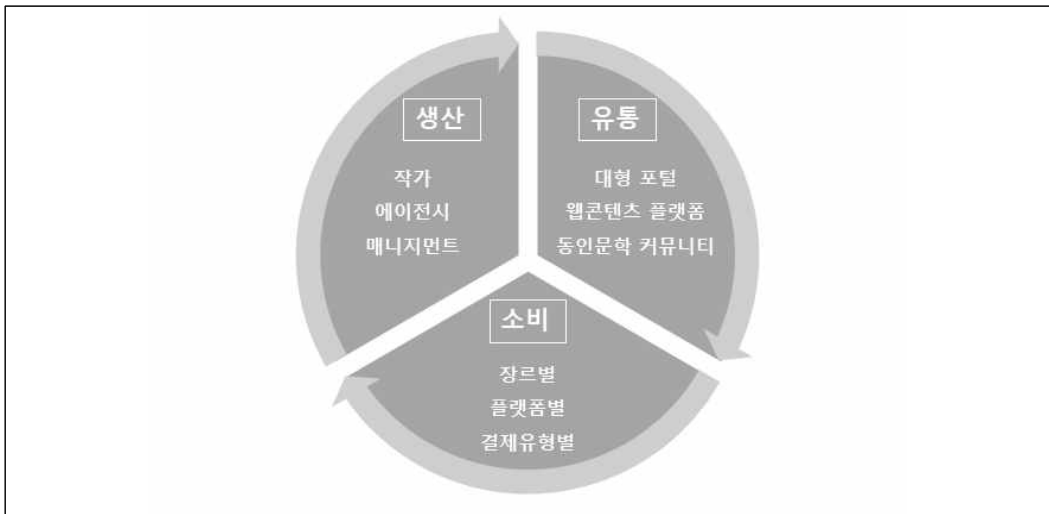 생산
작가
에이전시
매니지먼트
유통
대형 포털
웹콘텐츠 플랫폼
동인문학 커뮤니티
소비
장르별
플랫폼별
결제유형별